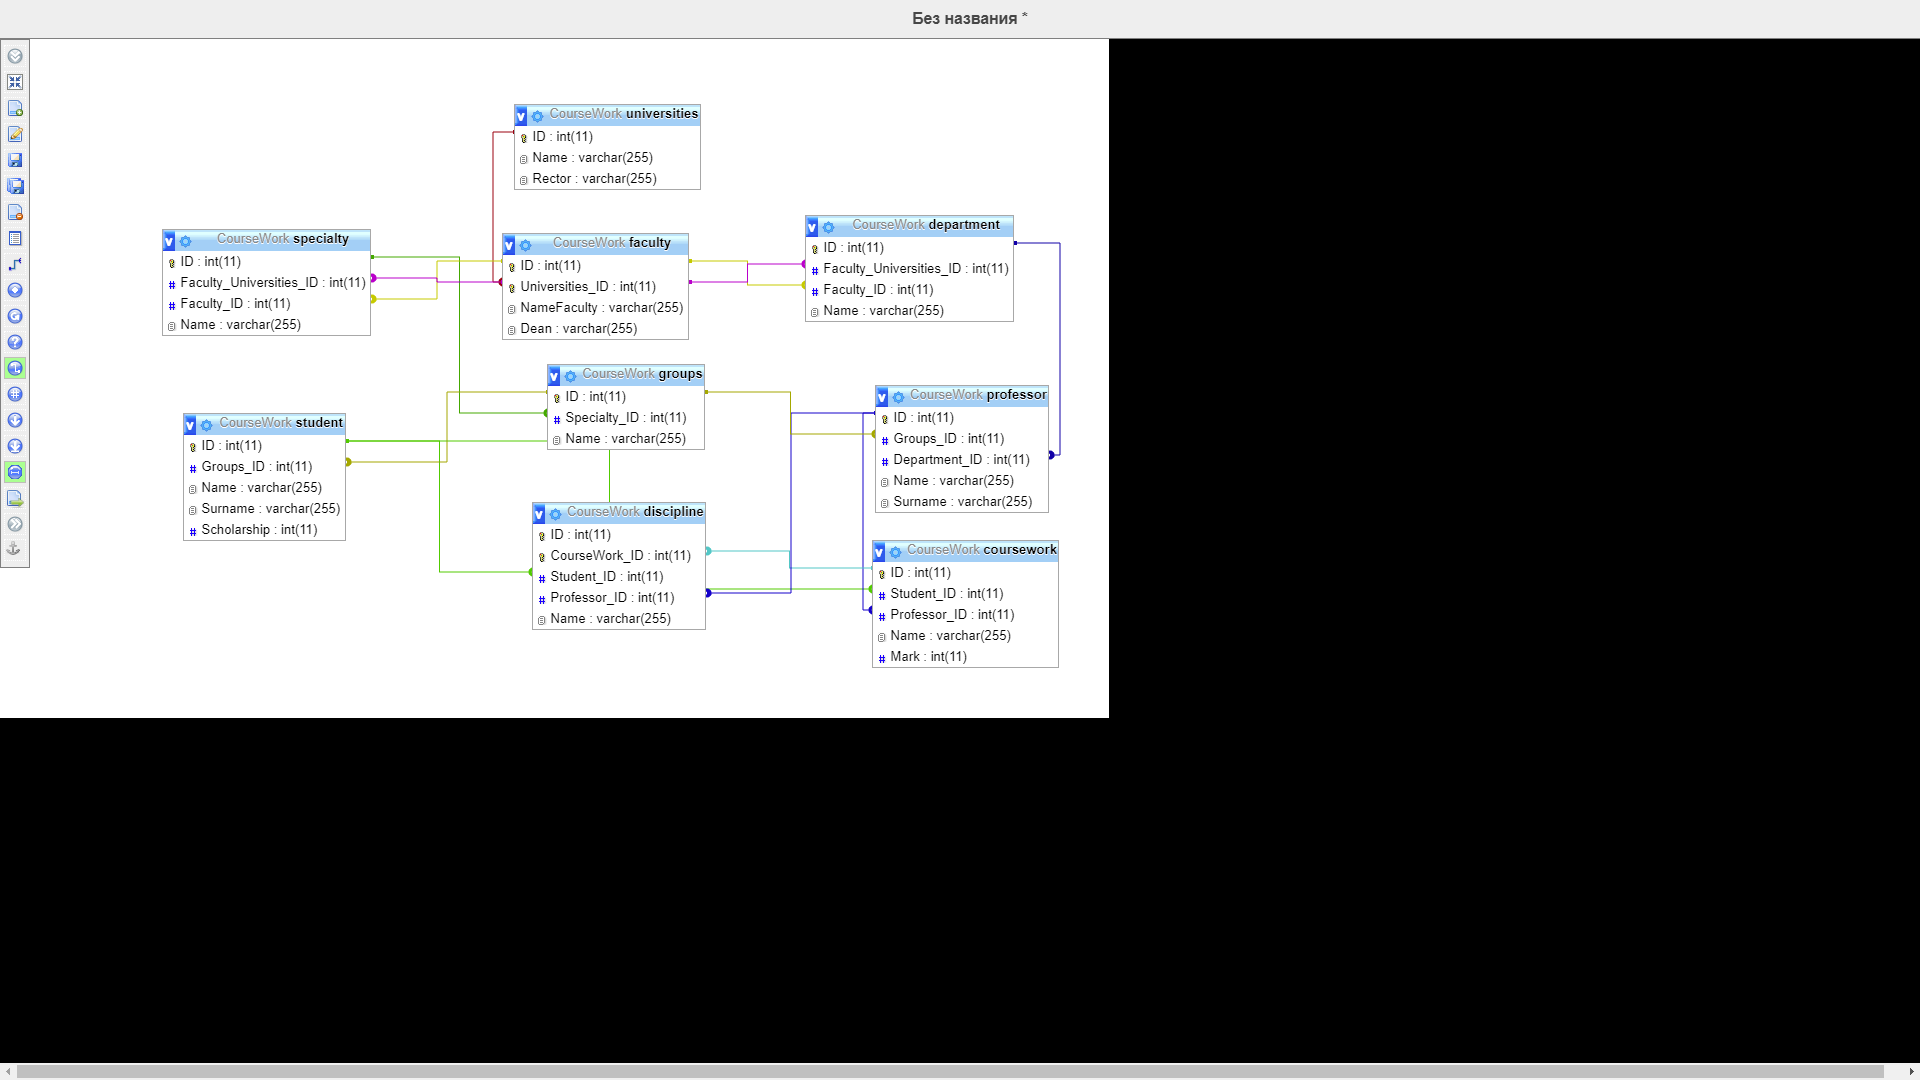 Без названия *
CourseWork universities
ID : int(11)
Name : varchar(255)
Rector : varchar(255)
CourseWork specialty
ID : int(11)
Faculty_Universities_ID : int(11)
Faculty_ID : int(11)
Name : varchar(255)
CourseWork faculty
ID : int(11)
Universities_ID : int(11)
NameFaculty : varchar(255)
Dean : varchar(255)
CourseWork department
ID : int(11)
Faculty_Universities_ID : int(11)
Faculty_ID : int(11)
Name : varchar(255)
CourseWork groups
ID : int(11)
Specialty_ID : int(11)
Name : varchar(255)
CourseWork student
ID : int(11)
Groups_ID : int(11)
Name : varchar(255)
Surname : varchar(255)
Scholarship : int(11)
CourseWork professor
ID : int(11)
Groups_ID : int(11)
Department_ID : int(11)
Name : varchar(255)
Surname : varchar(255)
CourseWork discipline
ID : int(11)
CourseWork_ID : int(11)
Student_ID : int(11)
Professor_ID : int(11)
Name : varchar(255)
CourseWork coursework
ID : int(11)
Student_ID : int(11)
Professor_ID : int(11)
Name : varchar(255)
Mark : int(11)